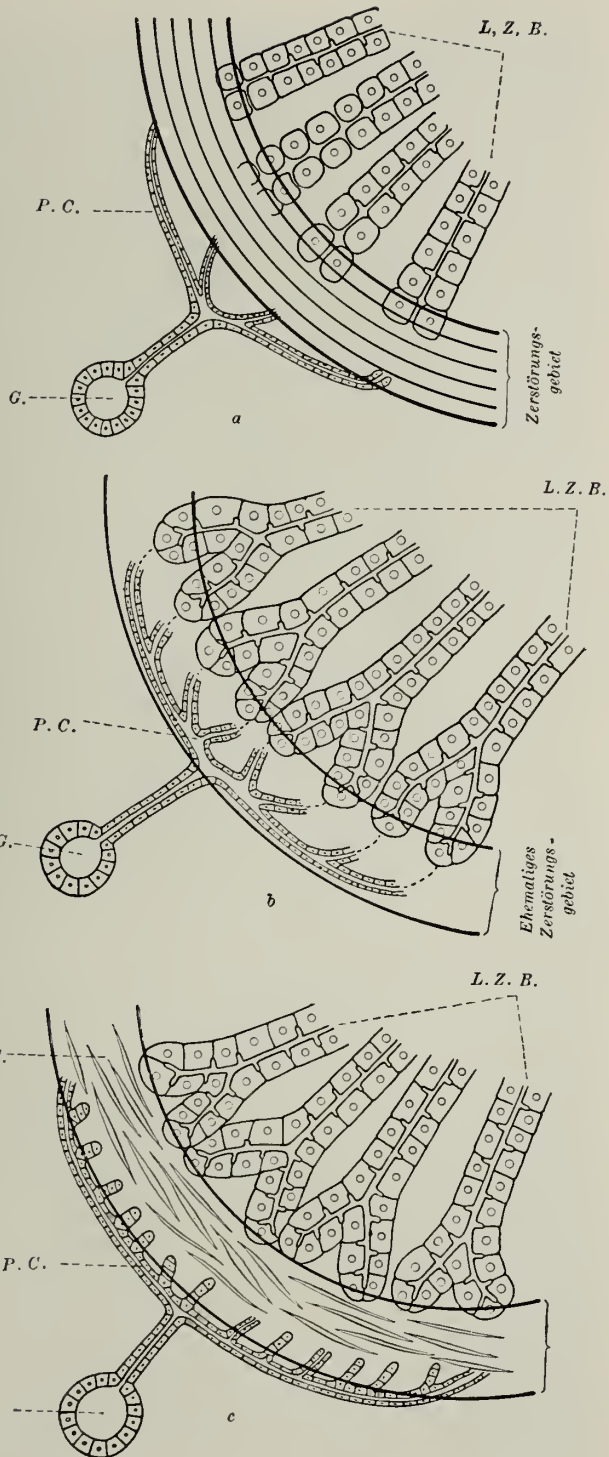 L, Z, B.
P. C.
G.
Zerstörungs-
gebiet
a
L. Z. B.
P. C.
G.
Ehemaliges
Zerstörungs-
gebiet
b
L. Z. B.
P. C.
c